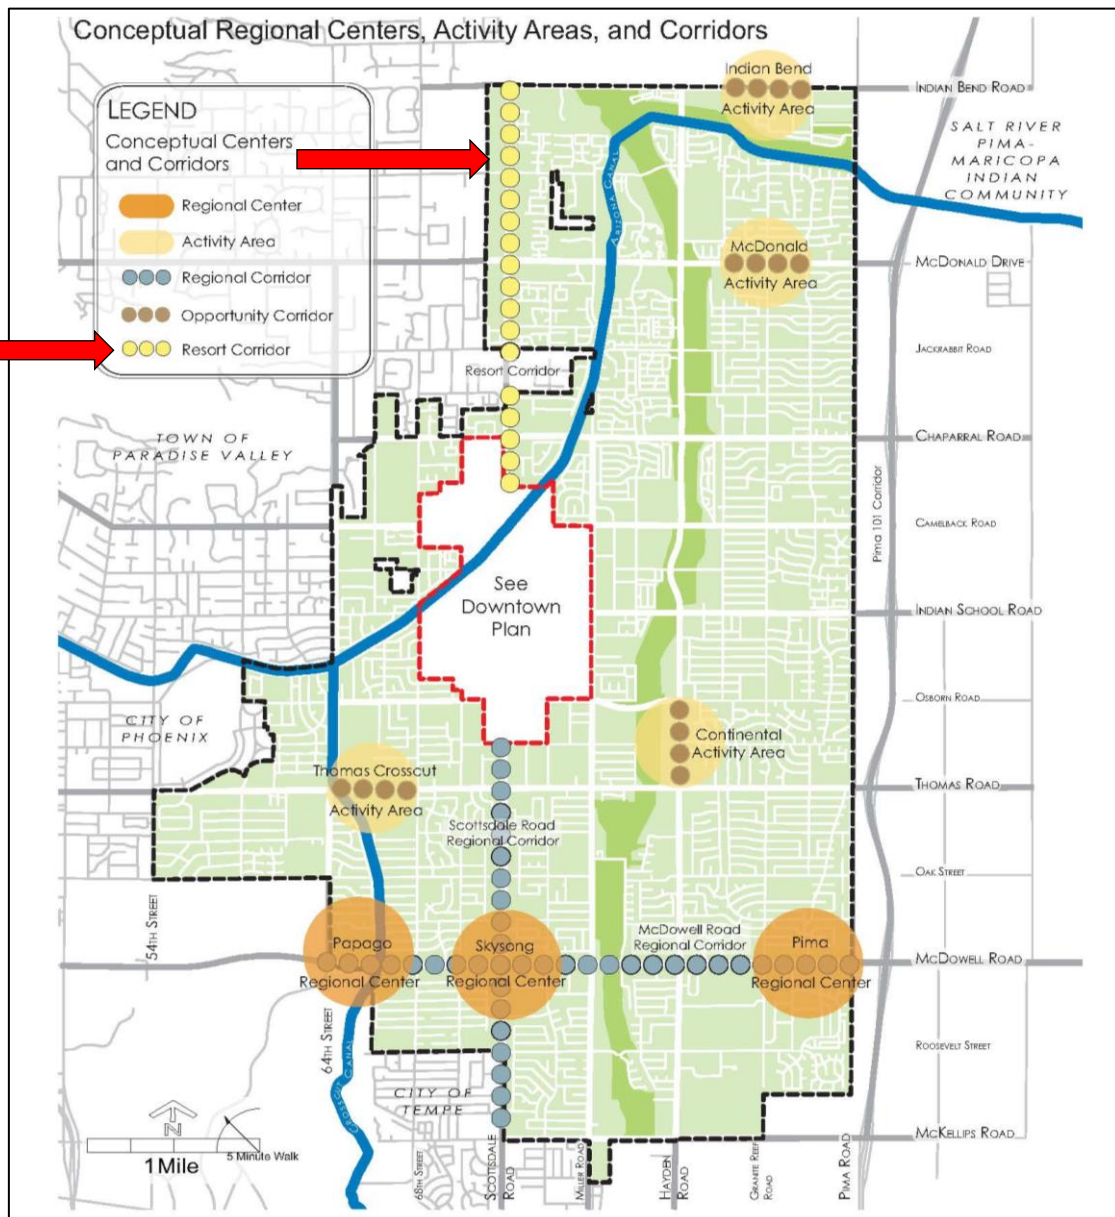 Conceptual Regional Centers, Activity Areas, and Corridors
LEGEND
Conceptual Centers
and Corridors
Regional Center
Activity Area
Regional Corridor
Opportunity Corridor
Resort Corridor
Indian Bend
Activity Area
INDIAN BEND ROAD
SALT RIVER
PIMA-
MARICOPA
INDIAN
COMMUNITY
ARIZONA CANAL
McDonald
Activity Area
MCDONALD DRIVE
JACKRABBIT ROAD
Resort Corridor
TOWN OF
PARADISE VALLEY
CHAPARRAL ROAD
Pima 101 Corridor
CAMELBACK ROAD
See
Downtown
Plan
INDIAN SCHOOL ROAD
OSBORN ROAD
CITY OF
PHOENIX
Continental
Activity Area
Thomas Crosscut
Activity Area
THOMAS ROAD
Scottsdale Road
Regional Corridor
OAK STREET
54TH STREET
Papago
Regional Center
Skysong
Regional Center
McDowell Road
Regional Corridor
Pima
Regional Center
MCDOWELL ROAD
64TH STREET
ROOSEVELT STREET
CROSSCUT CANAL
CITY OF
TEMPE
N
1 Mile
5 Minute Walk
MCKELLIPS ROAD
68TH STREET
SCOTTSDALE
ROAD
MILLER ROAD
HAYDEN
ROAD
GRANITE REEF
ROAD
PIMA ROAD